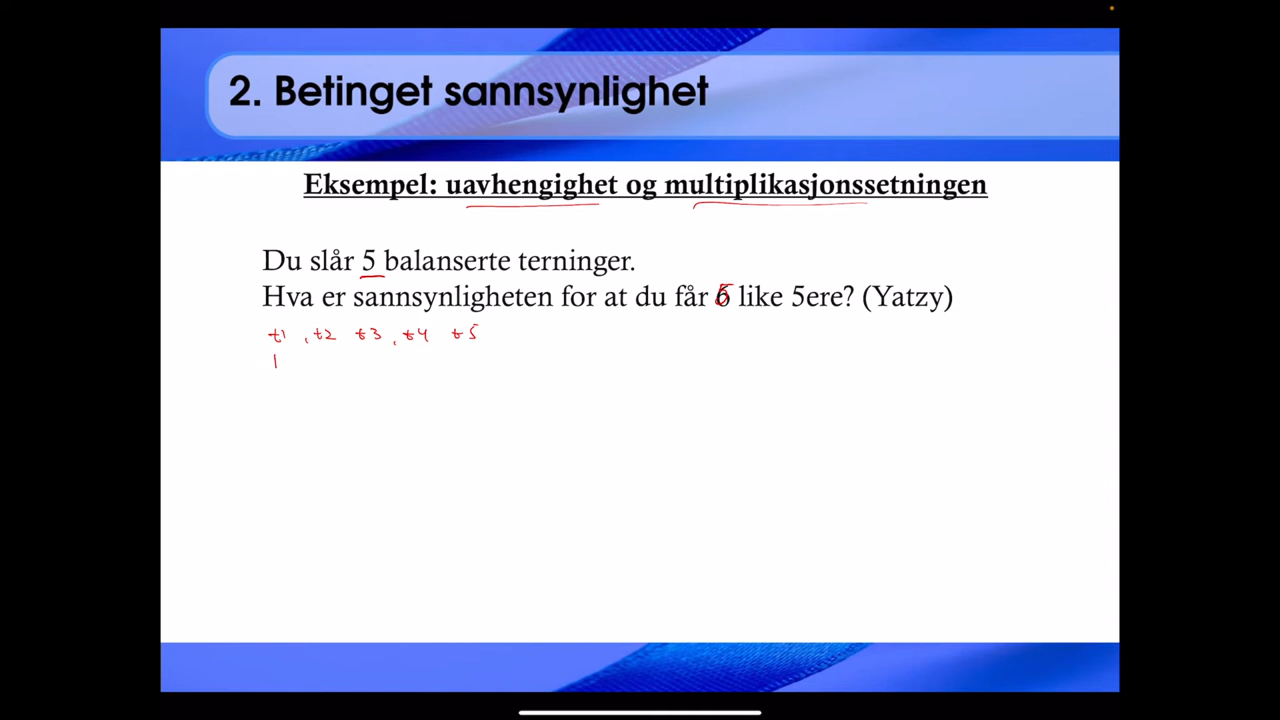 2. Betinget sannsynlighet
Eksempel: uavhengighet og multiplikasjonssetningen
Du slår 5 balanserte terninger.
Hva er sannsynligheten for at du får 5 like 5ere? (Yatzy)
t1 , t2 t3 , t4 t5
1